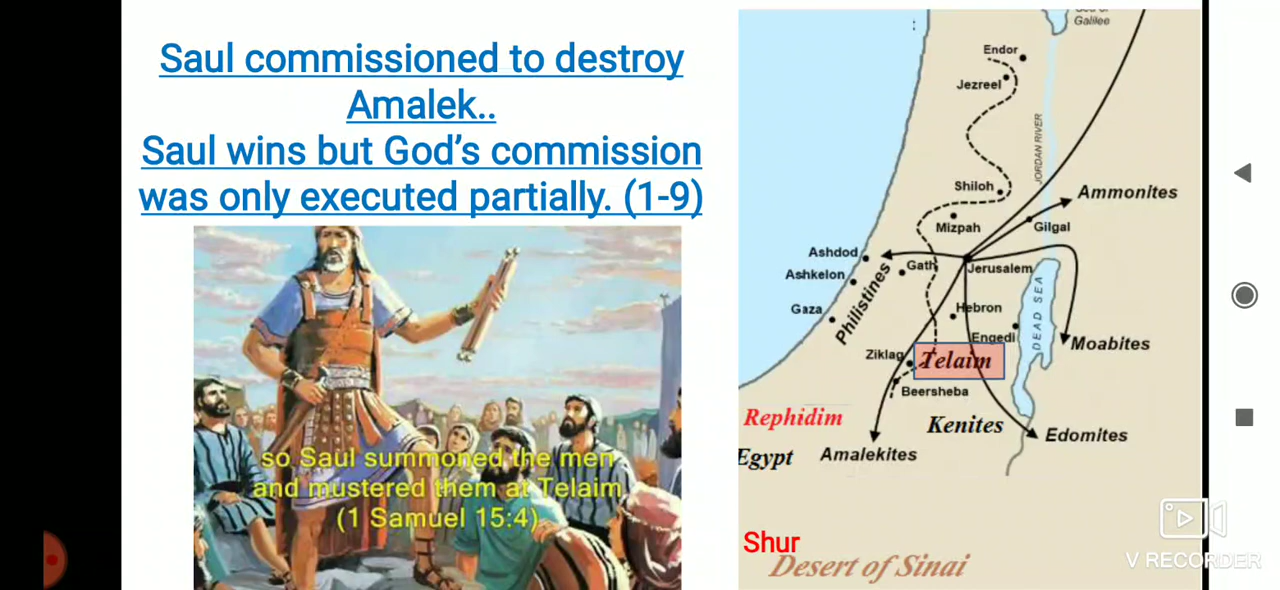 Saul commissioned to destroy
Amalek..
Saul wins but God’s commission
was only executed partially. (1-9)
so Saul summoned the men
and mustered them at Telaim
(1 Samuel 15:4)
Galilee
Endor
Jezreel
JORDAN RIVER
Shiloh
Ammonites
Mizpah
Gilgal
Ashdod
Gath
Jerusalem
Ashkelon
Philistines
Gaza
Hebron
DEAD SEA
Engedi
Moabites
Ziklag
Telaim
Beersheba
Rephidim
Kenites
Edomites
Egypt
Amalekites
Shur
Desert of Sinai
V RECORDER